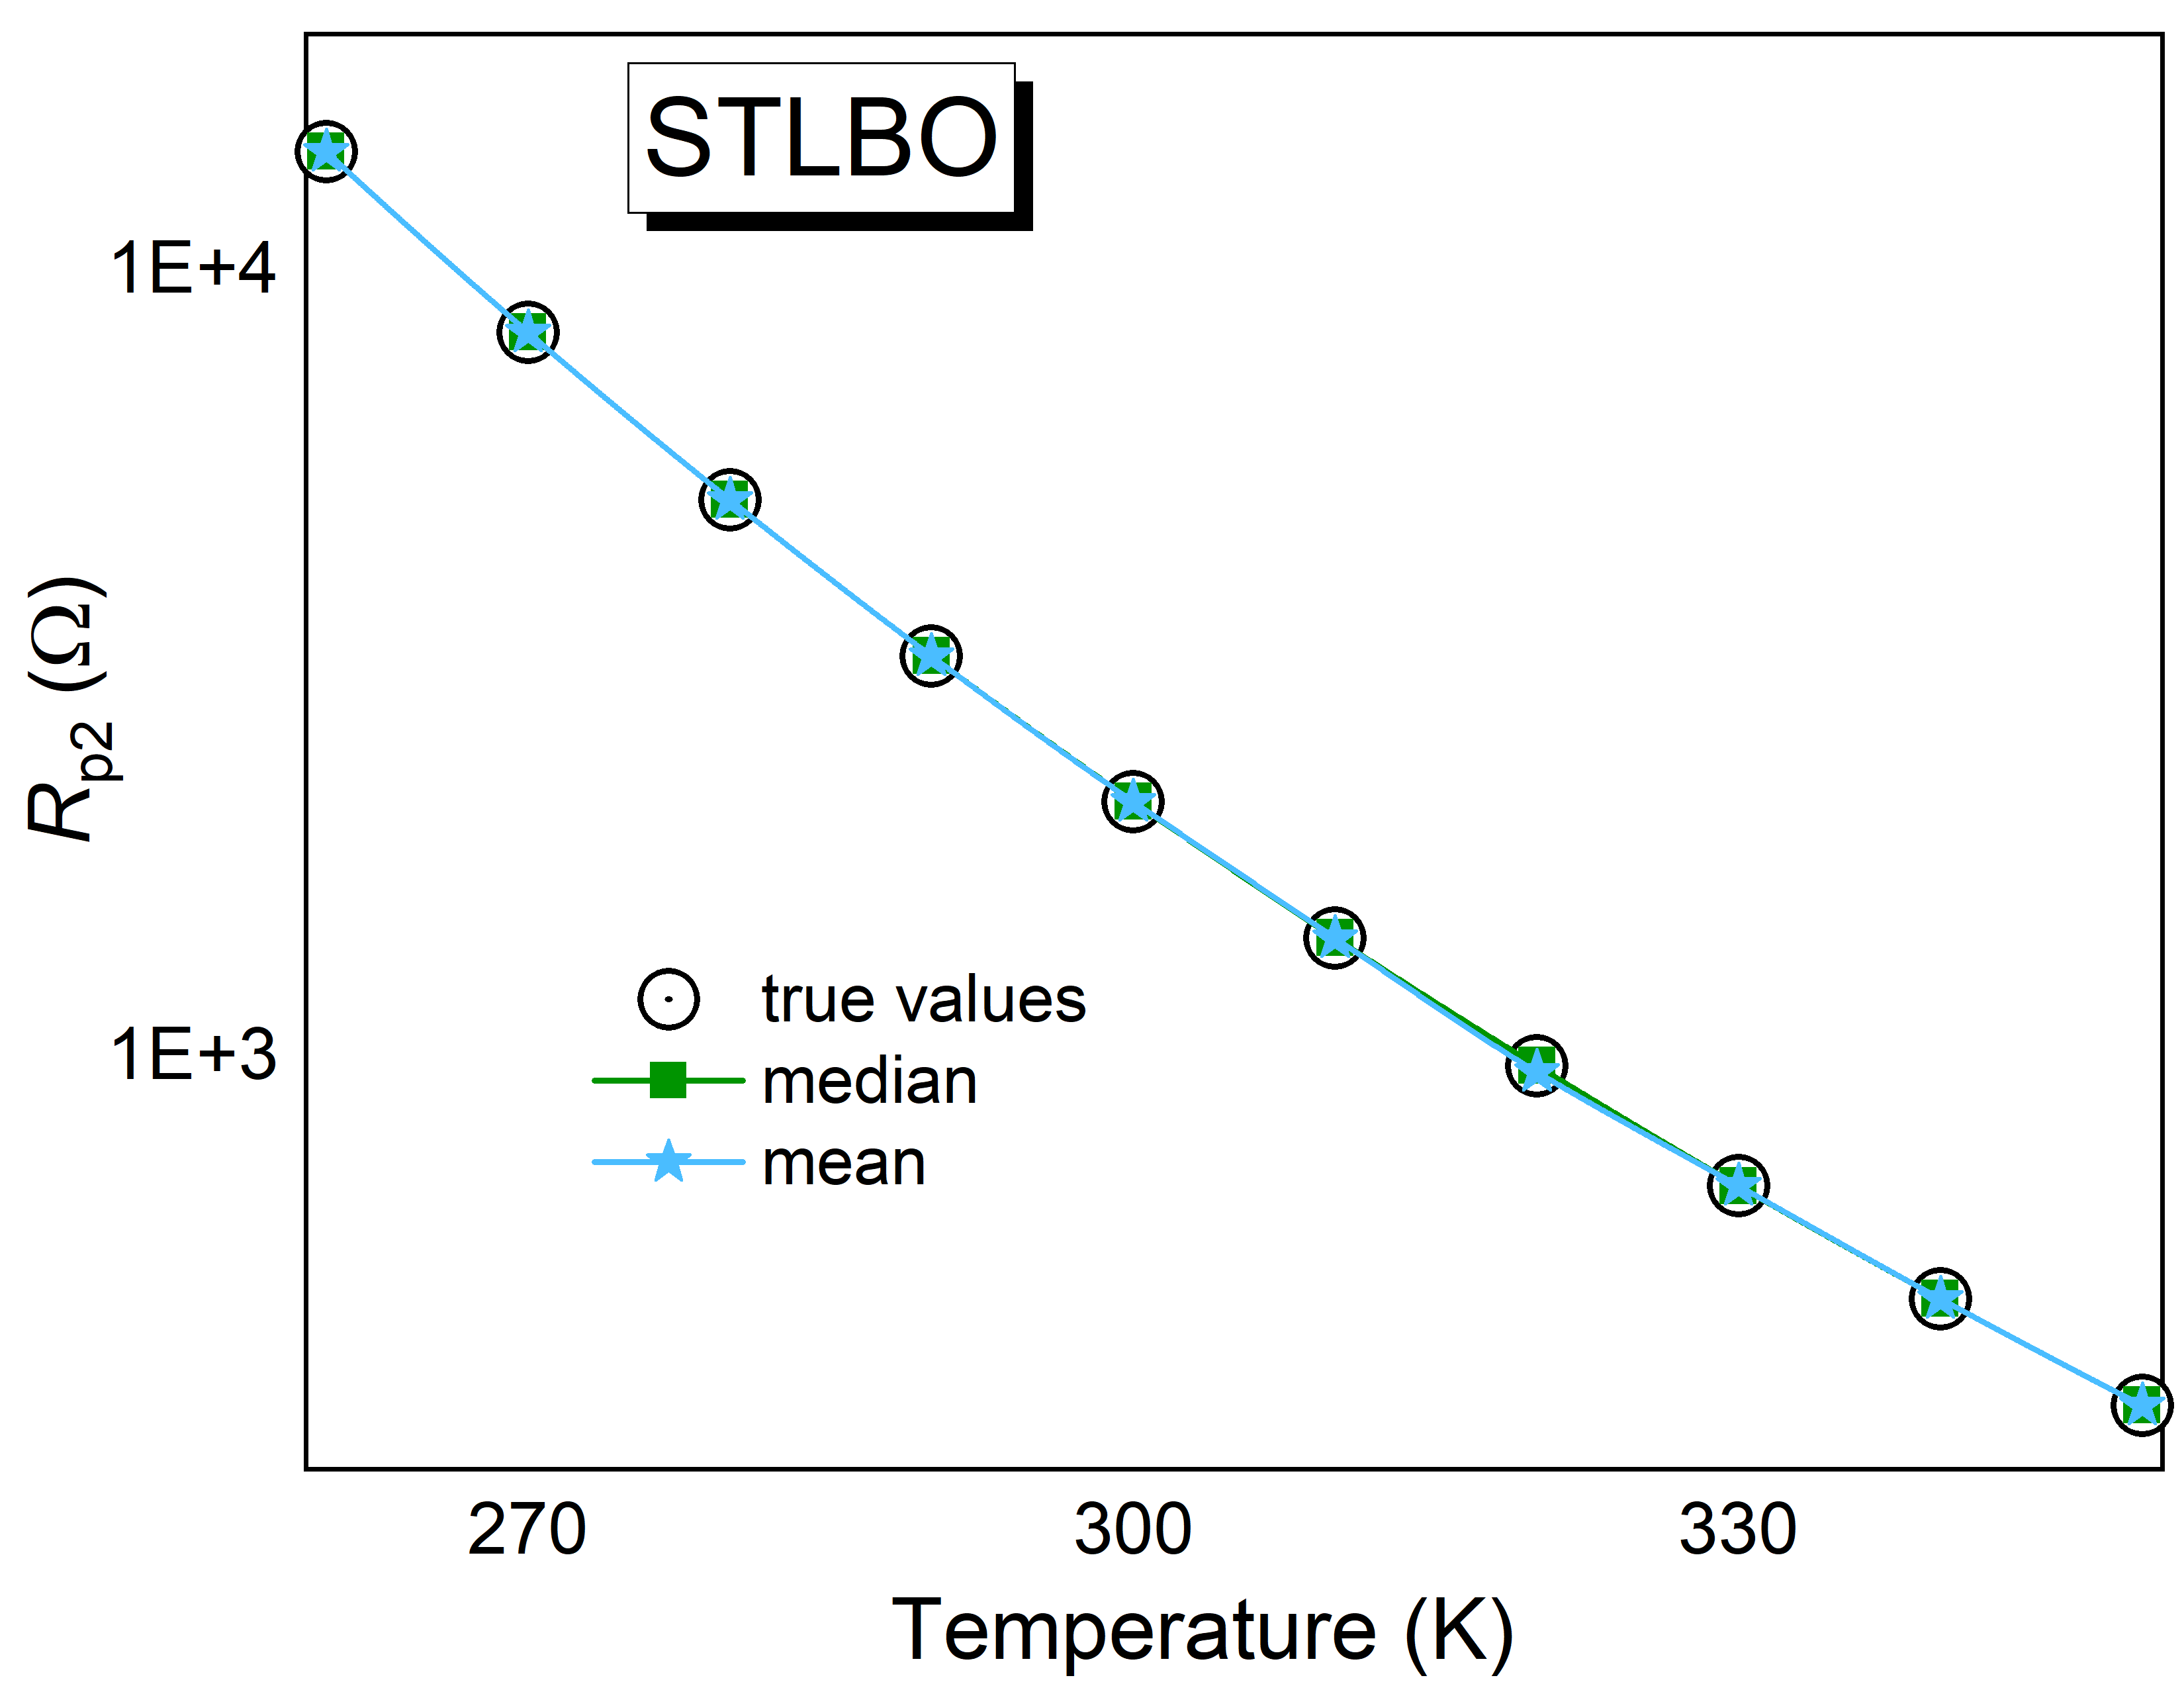 STLBO
1E+4
1E+3
Rp2 (Ω)
true values
median
mean
270 300 330
Temperature (K)